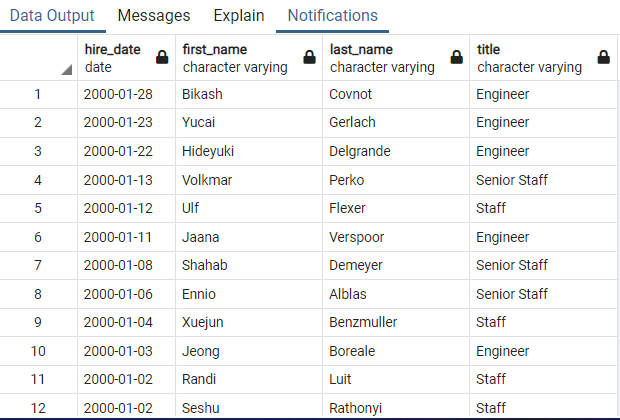 Data Output Messages Explain Notifications
hire_date first_name last_name title
date character varying character varying character varying
1 2000-01-28 Bikash Covnot Engineer
2 2000-01-23 Yucai Gerlach Engineer
3 2000-01-22 Hideyuki Delgrande Engineer
4 2000-01-13 Volkmar Perko Senior Staff
5 2000-01-12 Ulf Flexer Staff
6 2000-01-11 Jaana Verspoor Engineer
7 2000-01-08 Shahab Demeyer Senior Staff
8 2000-01-06 Ennio Alblas Senior Staff
9 2000-01-04 Xuejun Benzmuller Staff
10 2000-01-03 Jeong Boreale Engineer
11 2000-01-02 Randi Luit Staff
12 2000-01-02 Seshu Rathonyi Staff